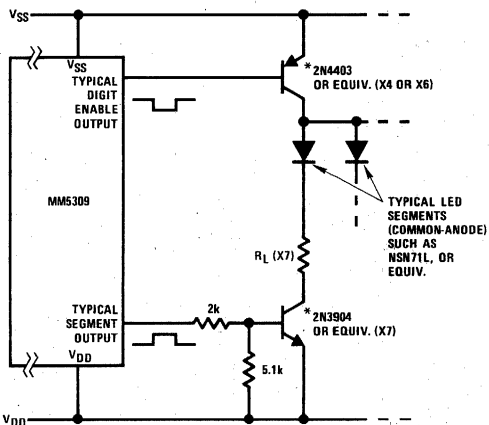 VSS
VSS
TYPICAL
DIGIT
ENABLE
OUTPUT
*2N4403
OR EQUIV. (X4 OR X6)
MM5309
TYPICAL LED
SEGMENTS
(COMMON-ANODE)
SUCH AS
NSN71L, OR
EQUIV.
RL (X7)
TYPICAL
SEGMENT
OUTPUT
2k
*2N3904
OR EQUIV. (X7)
VDD
5.1k
VDD